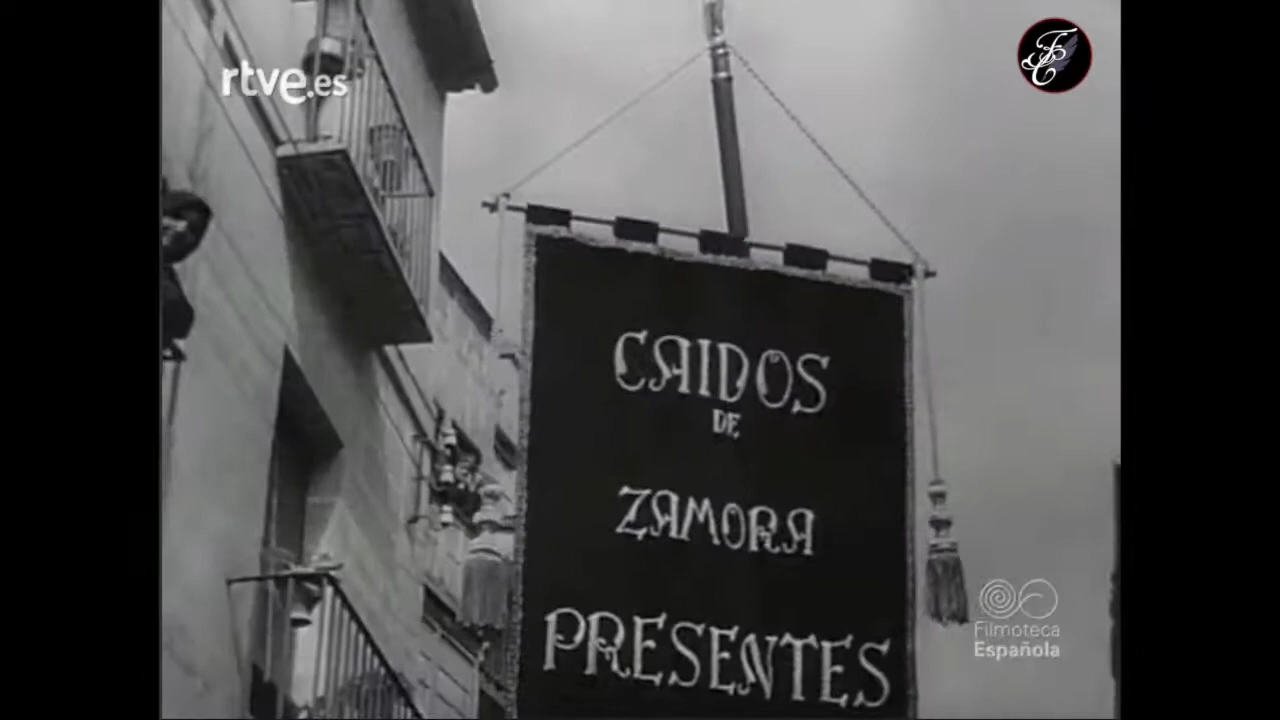 rtve.es
CAIDOS
DE
ZAMORA
PRESENTES
Filmoteca
Española